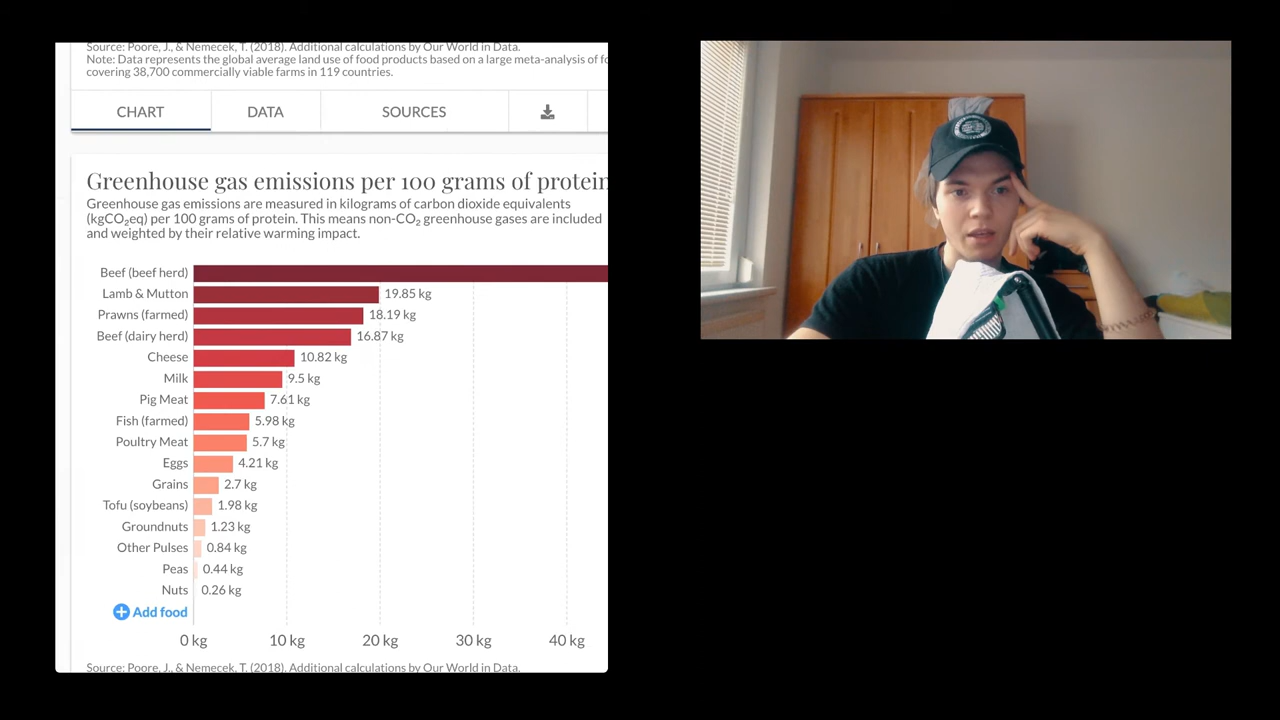 Source: Poore, J., & Nemecek, T. (2018). Additional calculations by Our World in Data.
Note: Data represents the global average land use of food products based on a large meta-analysis of
covering 38,700 commercially viable farms in 119 countries.
CHART DATA SOURCES
Greenhouse gas emissions per 100 grams of protein
Greenhouse gas emissions are measured in kilograms of carbon dioxide equivalents
(kgCO₂eq) per 100 grams of protein. This means non-CO₂ greenhouse gases are included
and weighted by their relative warming impact.
Beef (beef herd)
Lamb & Mutton 19.85 kg
Prawns (farmed) 18.19 kg
Beef (dairy herd) 16.87 kg
Cheese 10.82 kg
Milk 9.5 kg
Pig Meat 7.61 kg
Fish (farmed) 5.98 kg
Poultry Meat 5.7 kg
Eggs 4.21 kg
Grains 2.7 kg
Tofu (soybeans) 1.98 kg
Groundnuts 1.23 kg
Other Pulses 0.84 kg
Peas 0.44 kg
Nuts 0.26 kg
Add food
0 kg 10 kg 20 kg 30 kg 40 kg
Source: Poore, J., & Nemecek, T. (2018). Additional calculations by Our World in Data.